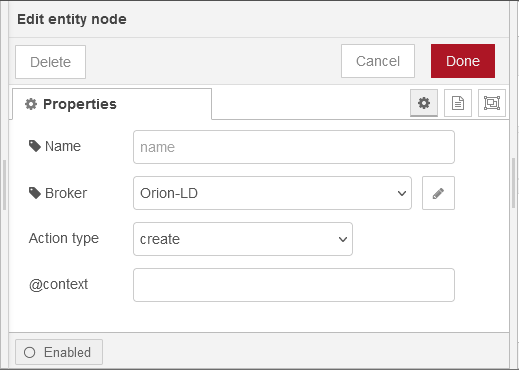 Edit entity node
Delete
Cancel
Done
Properties
Name
name
Broker
Orion-LD
Action type
create
@context
Enabled